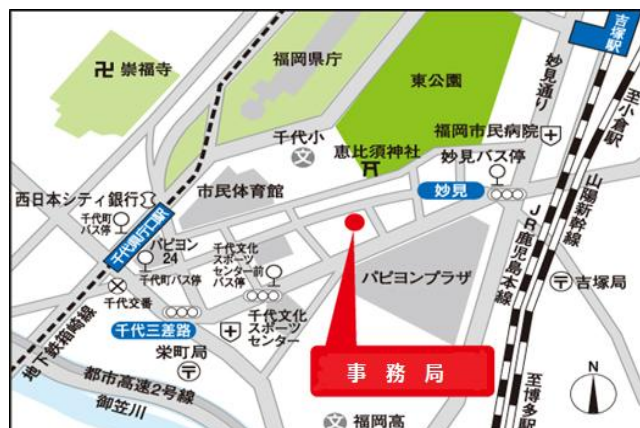 吉塚駅
福岡県庁
卍 崇福寺
東公園
妙見通り
至小倉駅
千代小
文
恵比須神社
福岡市民病院
妙見バス停
山陽新幹線
市民体育館
西日本シティ銀行
妙見
千代町
バス停
千代県庁口駅
パピヨン
24
千代町バス停
千代文化
スポーツ
センター前
バス停
パピヨンプラザ
JR鹿児島本線
吉塚局
千代交番
千代三差路
千代文化
スポーツ
センター
地下鉄箱崎線
栄町局
事務局
都市高速2号線
御笠川
文
福岡高
至博多駅
N